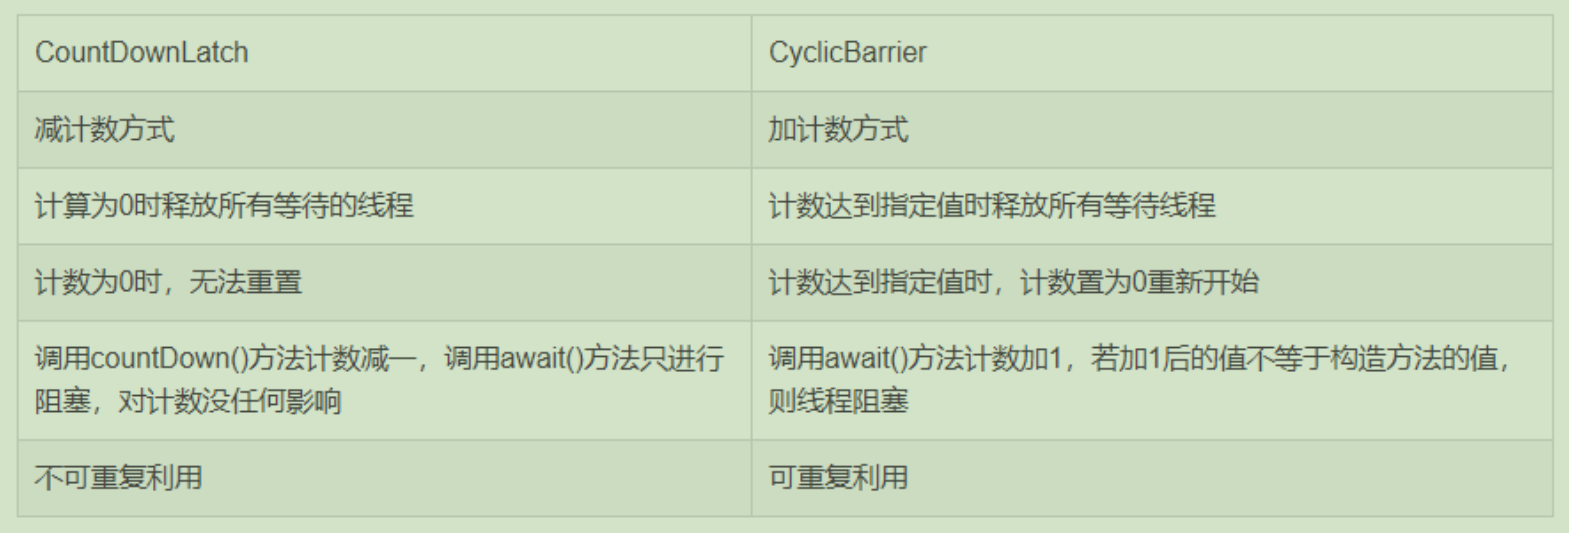 CountDownLatch
CyclicBarrier
减计数方式
加计数方式
计算为0时释放所有等待的线程
计数达到指定值时释放所有等待线程
计数为0时，无法重置
计数达到指定值时，计数置为0重新开始
调用countDown()方法计数减一，调用await()方法只进行
阻塞，对计数没任何影响
调用await()方法计数加1，若加1后的值不等于构造方法的值，
则线程阻塞
不可重复利用
可重复利用